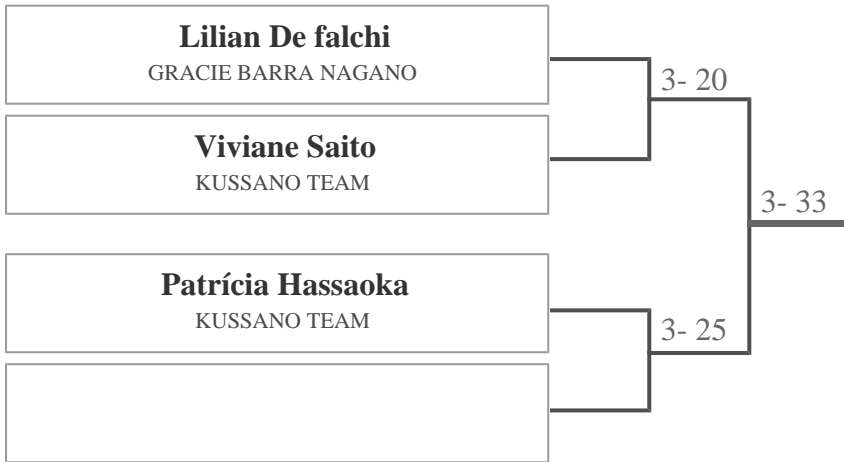 Lilian De falchi
GRACIE BARRA NAGANO
3- 20
Viviane Saito
KUSSANO TEAM
3- 33
Patrícia Hassaoka
KUSSANO TEAM
3- 25